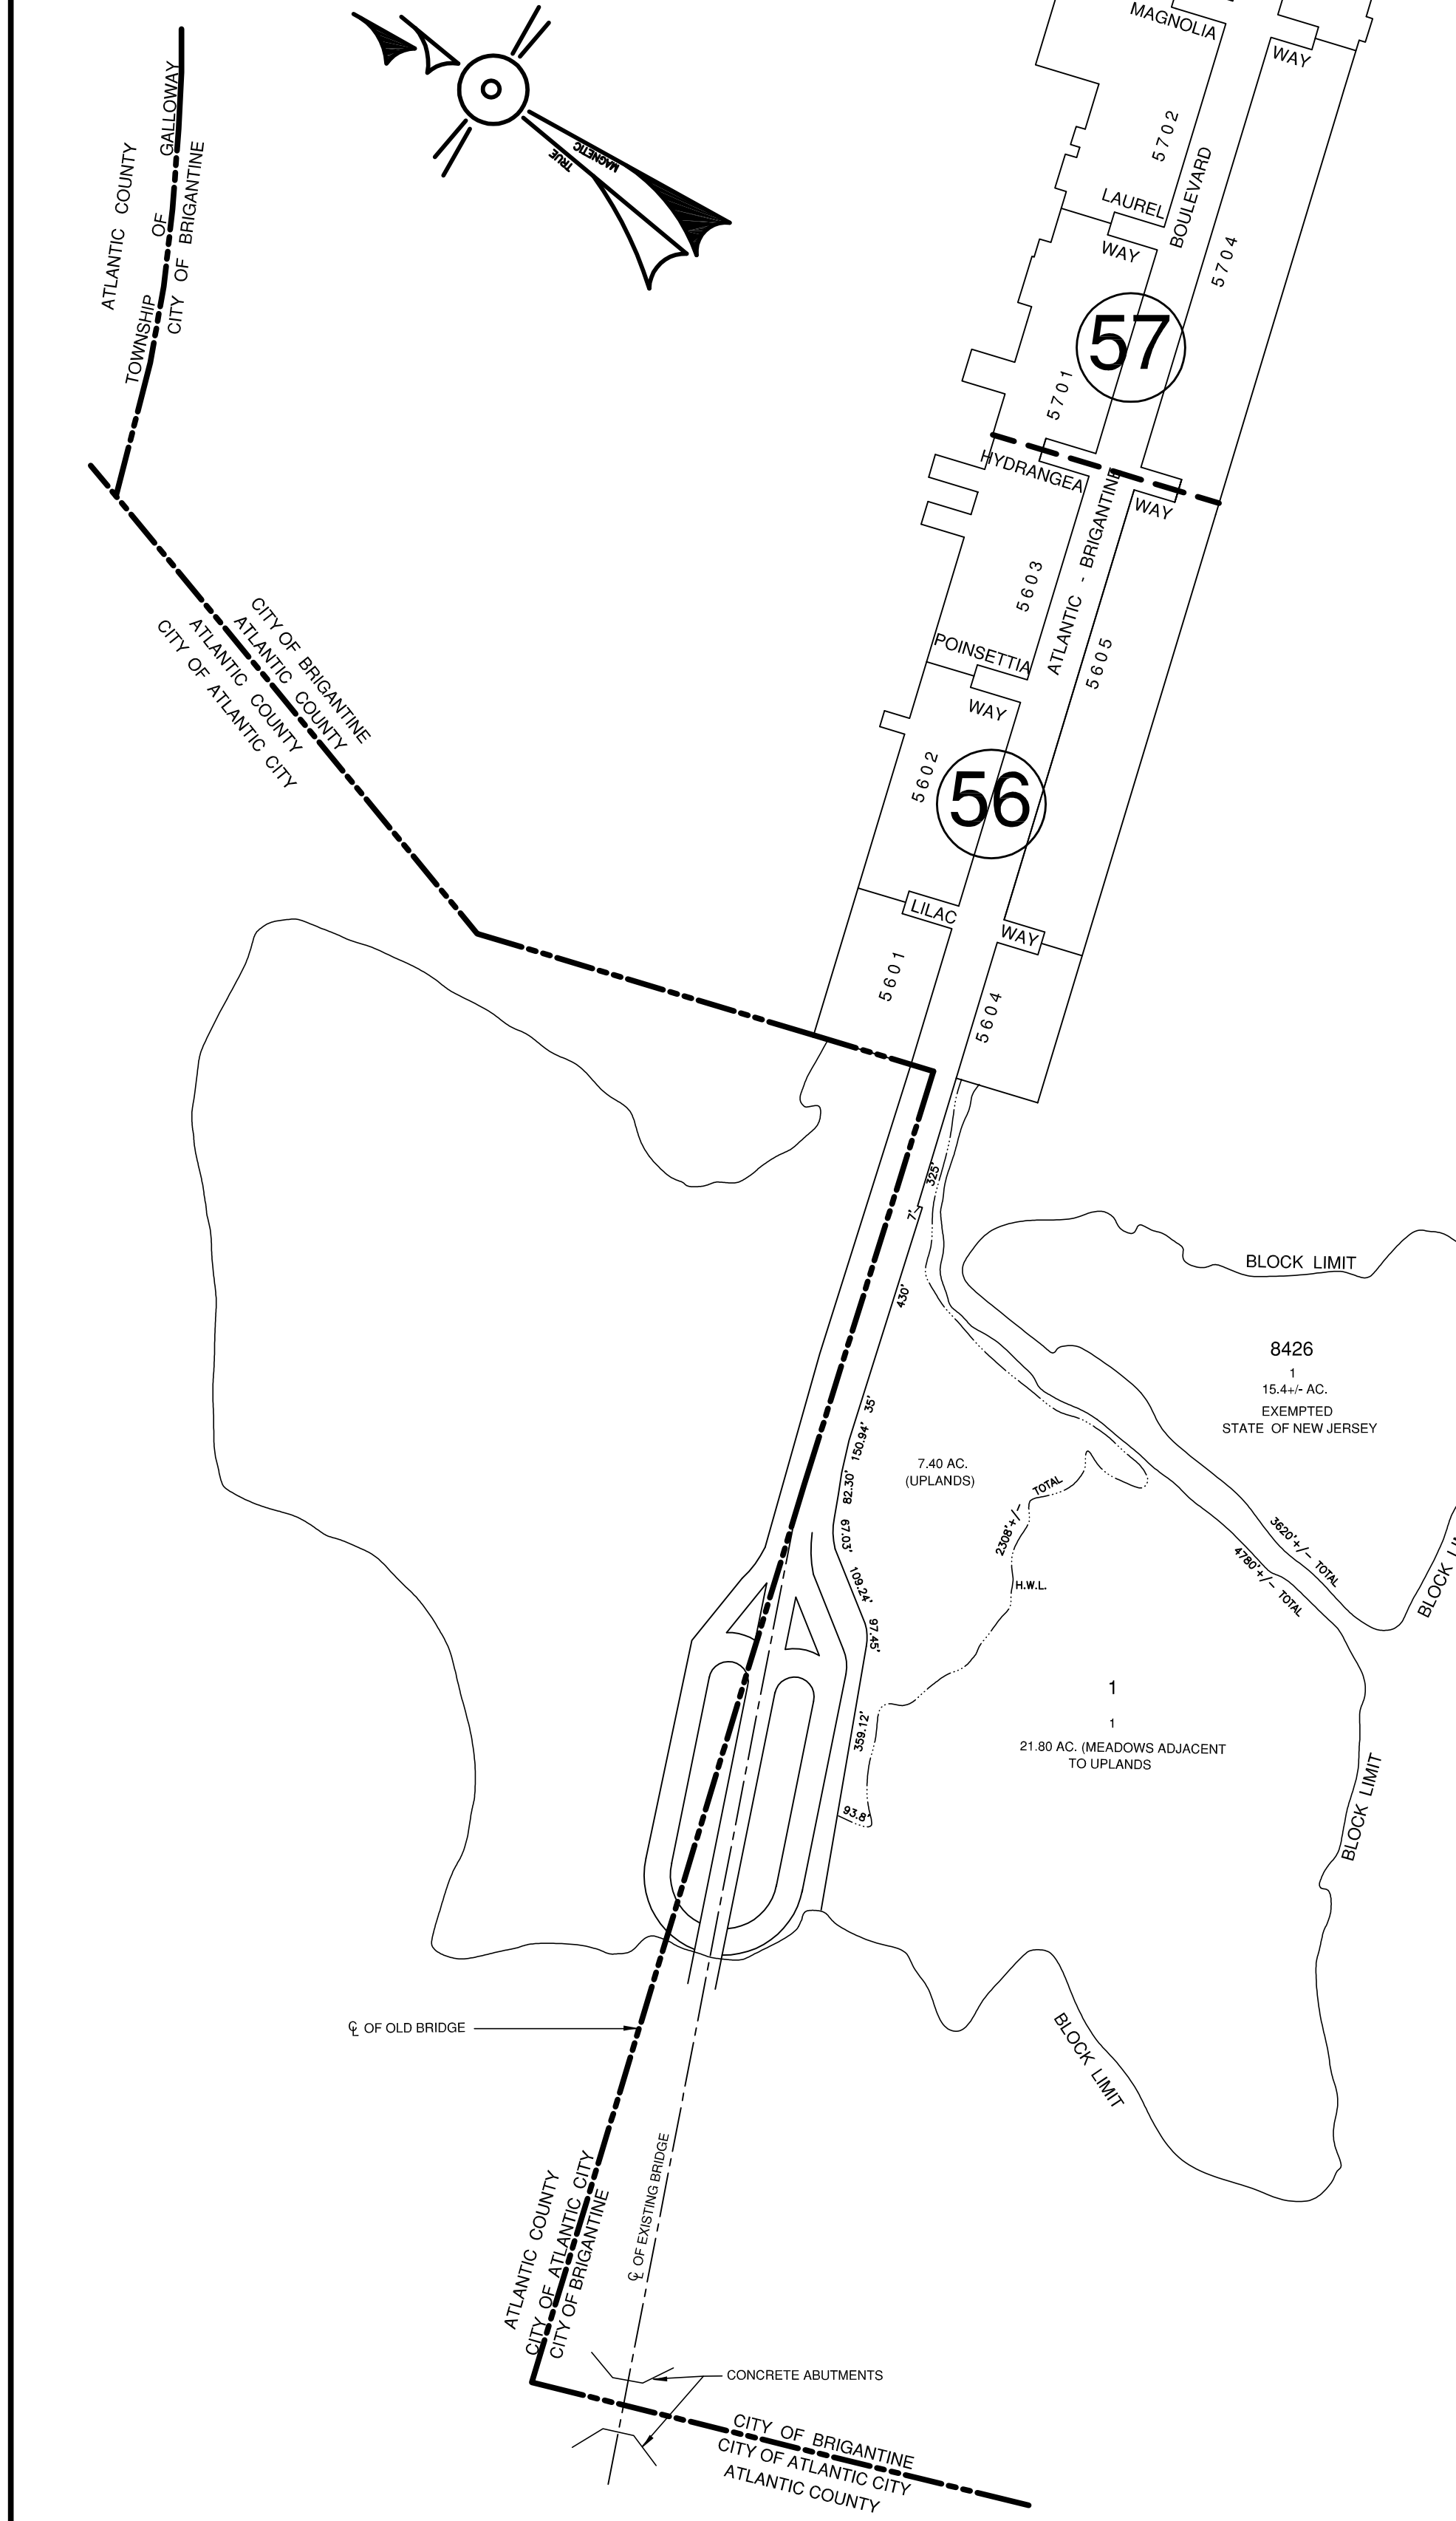 MAGNOLIA
WAY
5702
BOULEVARD
LAUREL
WAY
5704
57
5701
HYDRANGEA
WAY
ATLANTIC - BRIGANTINE
5603
POINSETTIA
WAY
5605
5602
56
LILAC
WAY
5601
5604
TRUE
MAGNETIC
ATLANTIC COUNTY
TOWNSHIP OF GALLOWAY
CITY OF BRIGANTINE
CITY OF BRIGANTINE
ATLANTIC COUNTY
ATLANTIC COUNTY
CITY OF ATLANTIC CITY
325'
7'
430'
35'
150.94'
82.30'
67.03'
109.24'
97.45'
359.12'
93.8'
BLOCK LIMIT
8426
1
15.4+/- AC.
EXEMPTED
STATE OF NEW JERSEY
7.40 AC.
(UPLANDS)
2308'+/- TOTAL
H.W.L.
3620'+/- TOTAL
4780'+/- TOTAL
BLOCK LI
1
1
21.80 AC. (MEADOWS ADJACENT
TO UPLANDS
BLOCK LIMIT
BLOCK LIMIT
℄ OF OLD BRIDGE
℄ OF EXISTING BRIDGE
ATLANTIC COUNTY
CITY OF ATLANTIC CITY
CITY OF BRIGANTINE
CONCRETE ABUTMENTS
CITY OF BRIGANTINE
CITY OF ATLANTIC CITY
ATLANTIC COUNTY